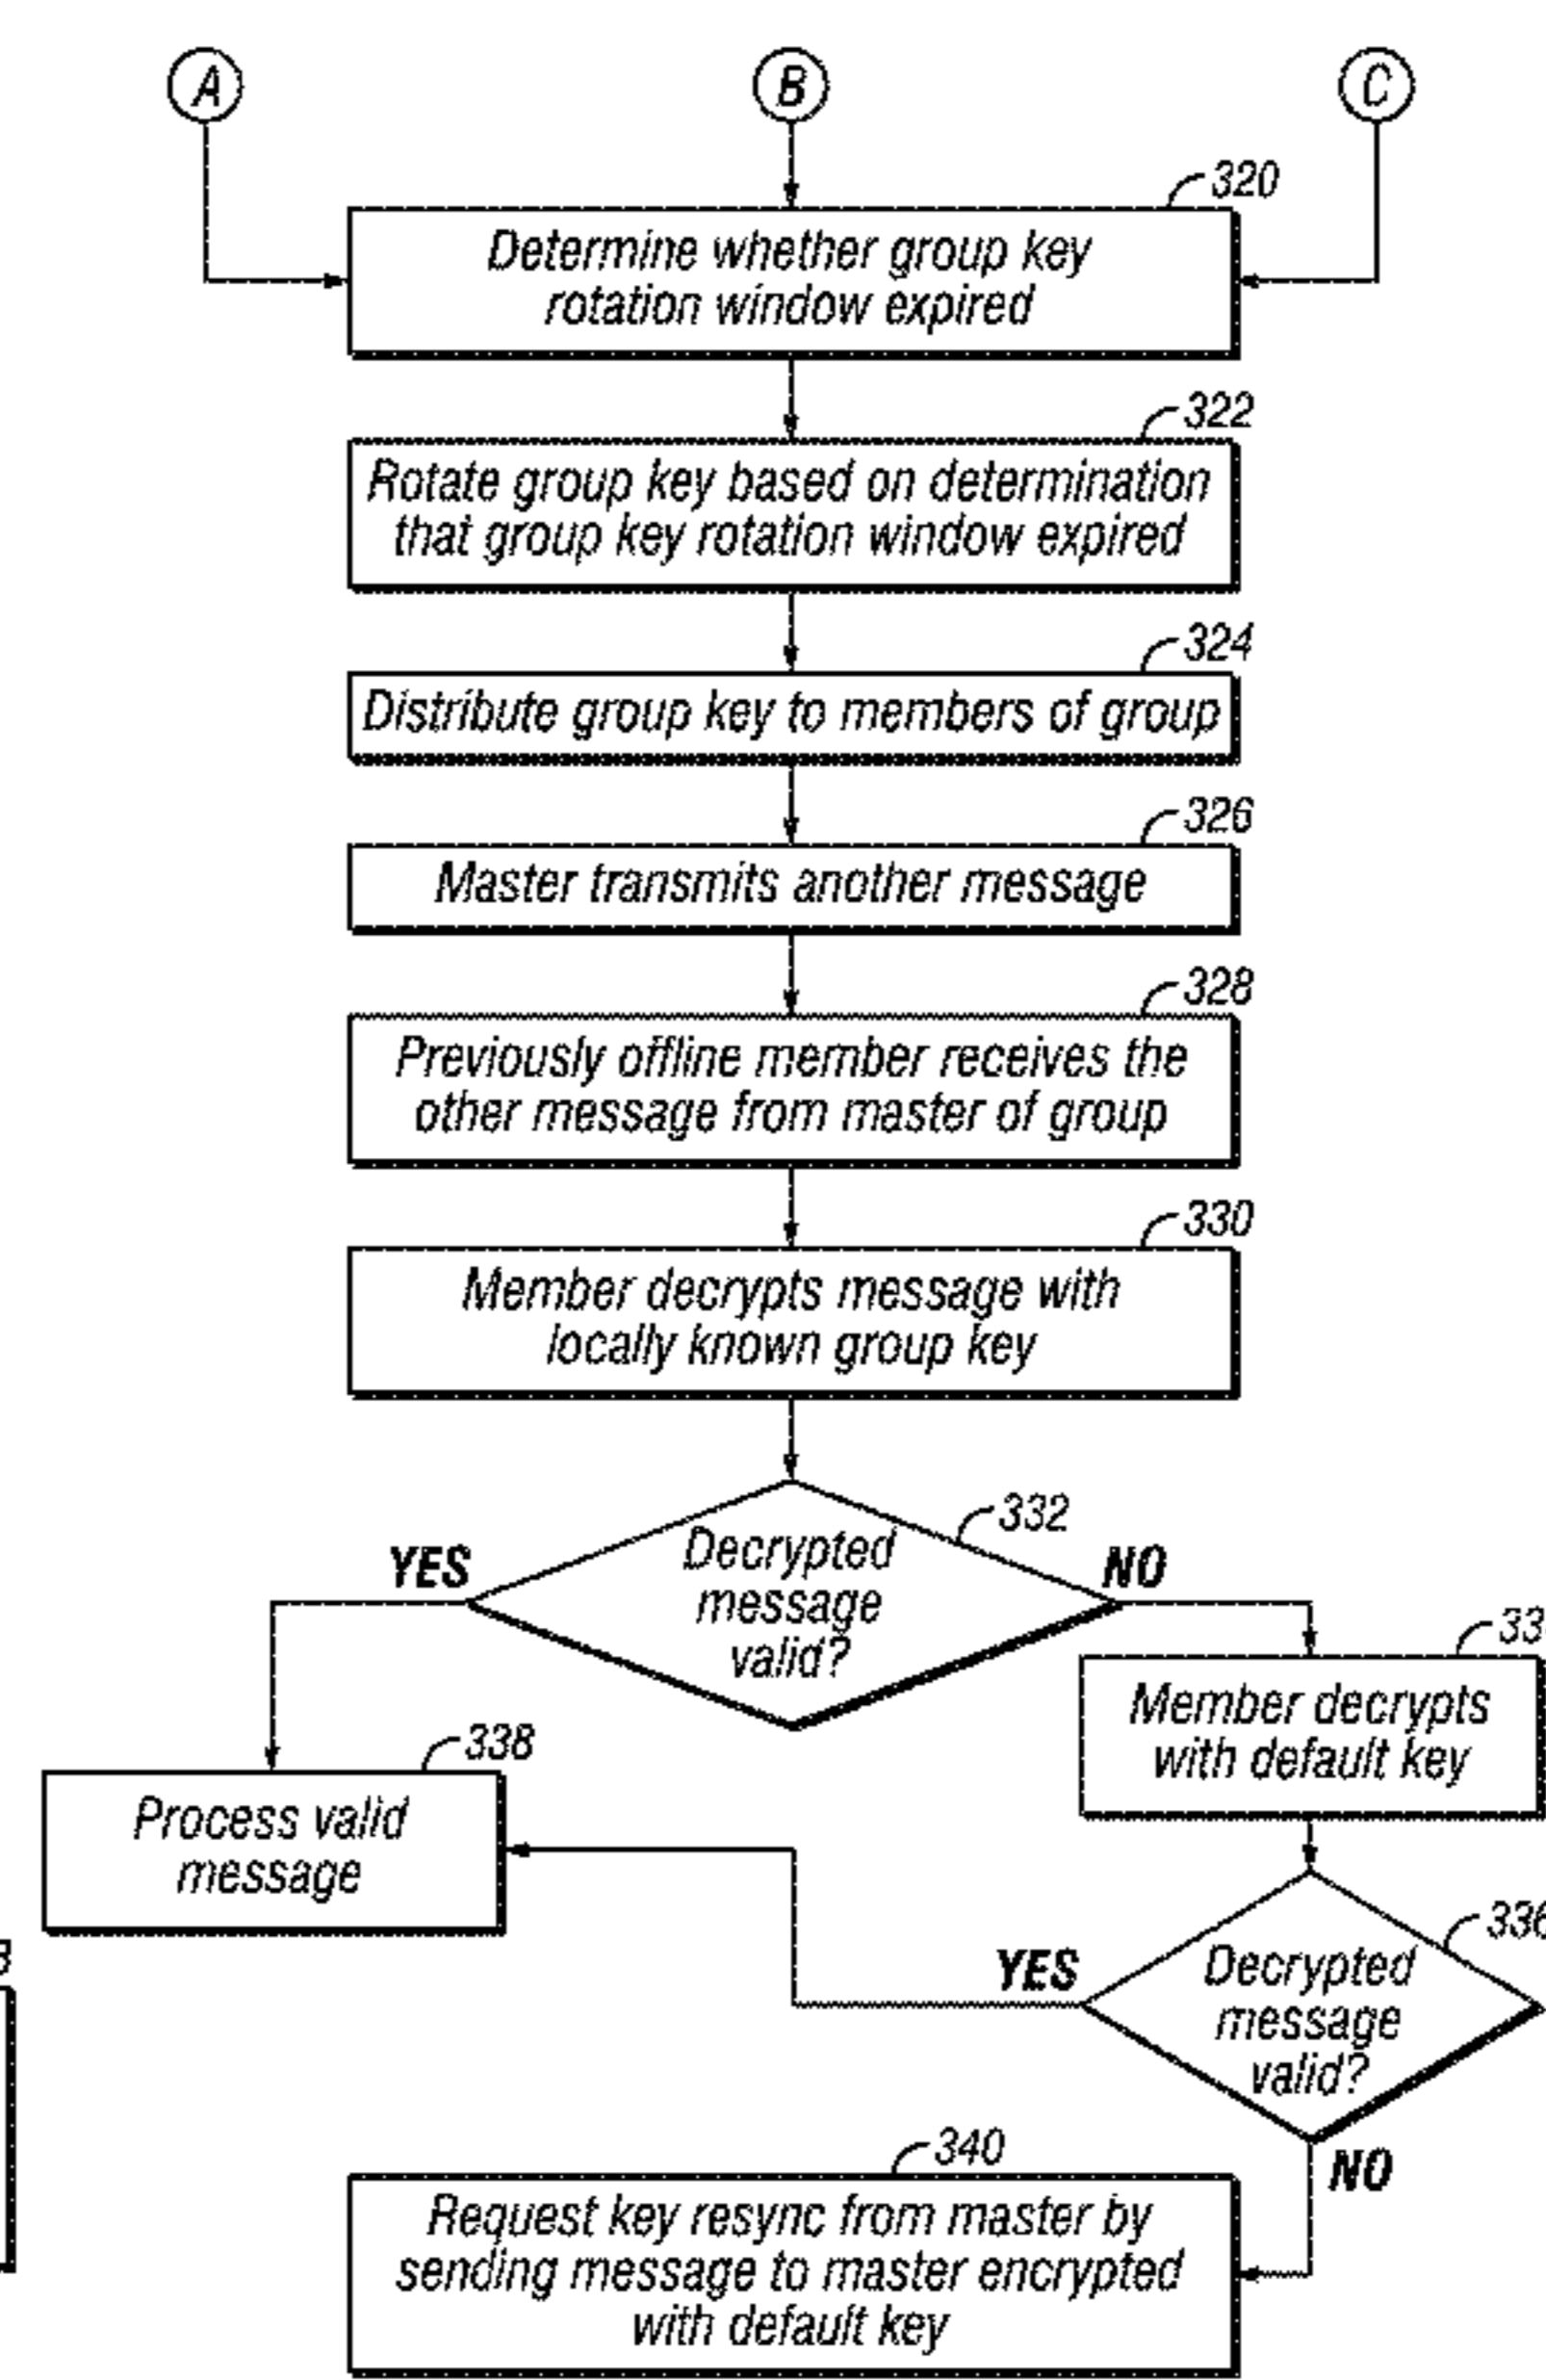 A
B
C
320
Determine whether group key
rotation window expired
322
Rotate group key based on determination
that group key rotation window expired
324
Distribute group key to members of group
326
Master transmits another message
328
Previously offline member receives the
other message from master of group
330
Member decrypts message with
locally known group key
332
Decrypted
message
valid?
YES
NO
Member decrypts
with default key
338
Process valid
message
336
Decrypted
message
valid?
YES
NO
340
Request key resync from master by
sending message to master encrypted
with default key